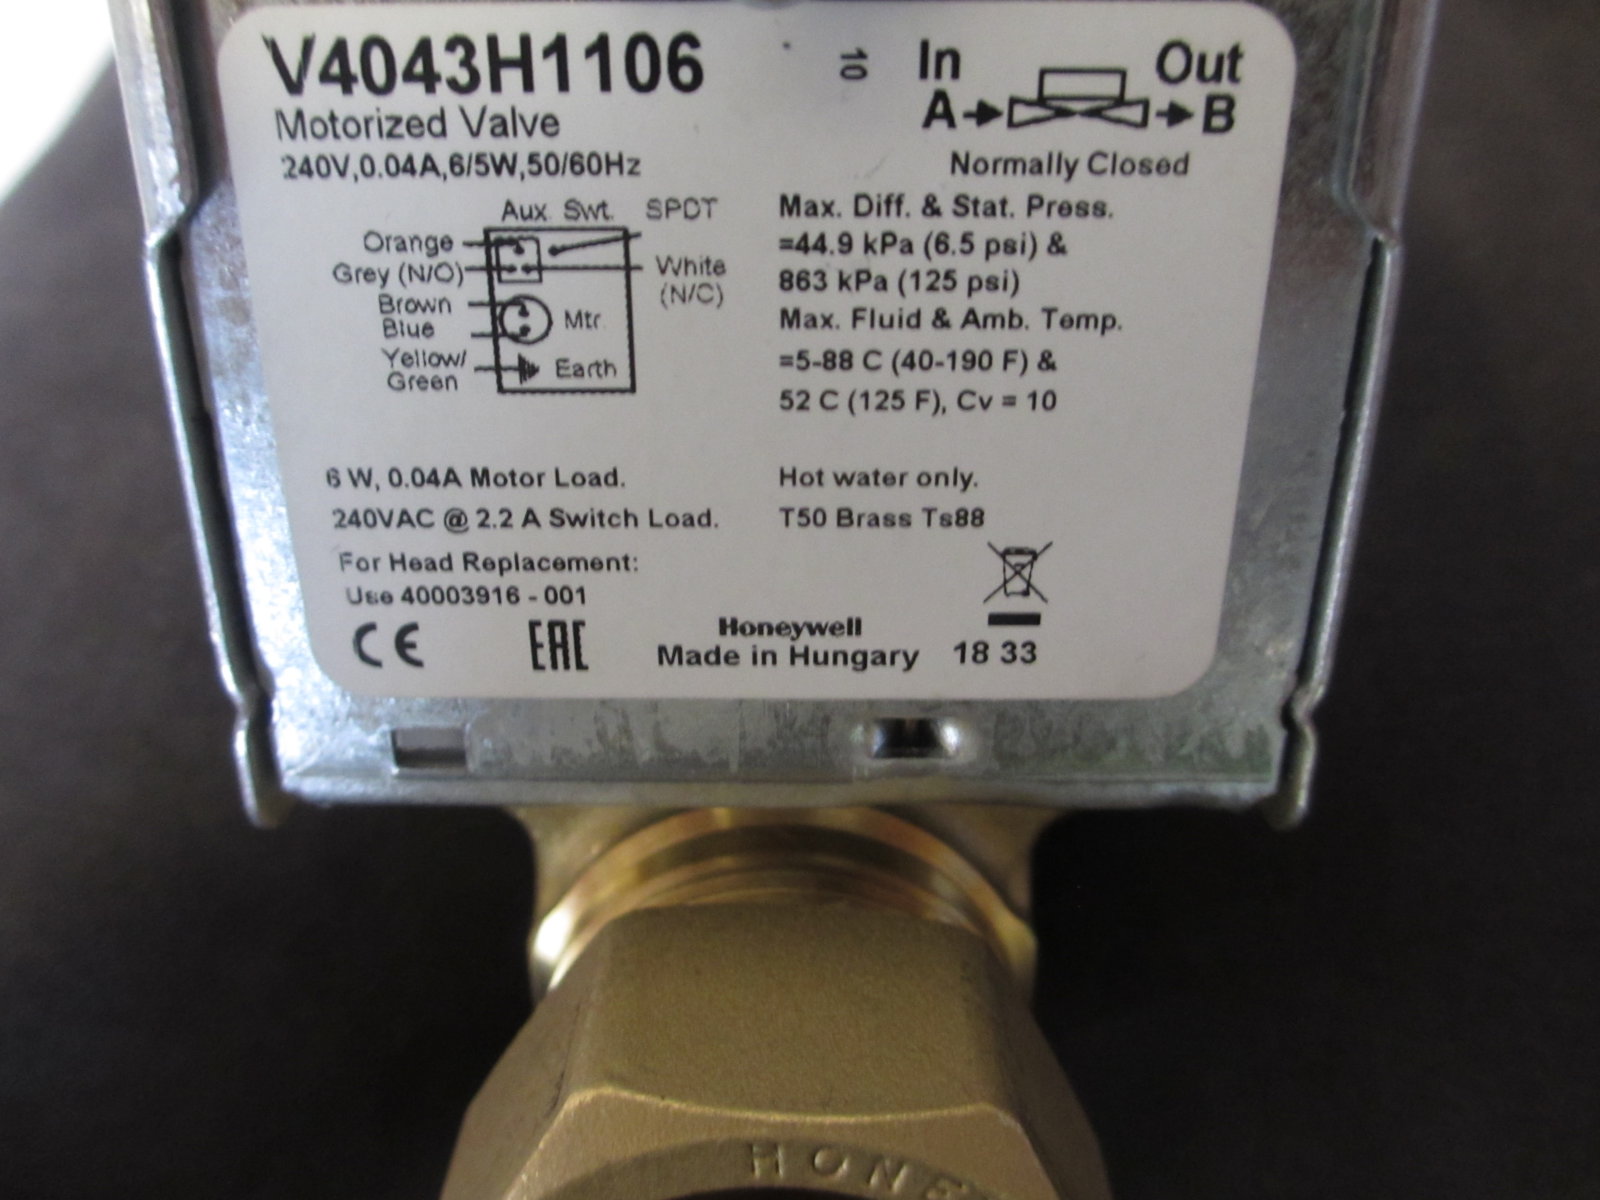 V4043H1106
Motorized Valve
240V,0.04A,6/5W,50/60Hz
10
In Out
A B
Normally Closed
Aux. Swt. SPDT
Orange
Grey (N/O)
White
(N/C)
Brown
Blue
Mtr.
Yellow/
Green
Earth
Max. Diff. & Stat. Press.
=44.9 kPa (6.5 psi) &
863 kPa (125 psi)
Max. Fluid & Amb. Temp.
=5-88 C (40-190 F) &
52 C (125 F), Cv = 10
6 W, 0.04A Motor Load.
240VAC @ 2.2 A Switch Load.
Hot water only.
T50 Brass Ts88
For Head Replacement:
Use 40003916 - 001
CE
EAC
Honeywell
Made in Hungary 18 33
HONE